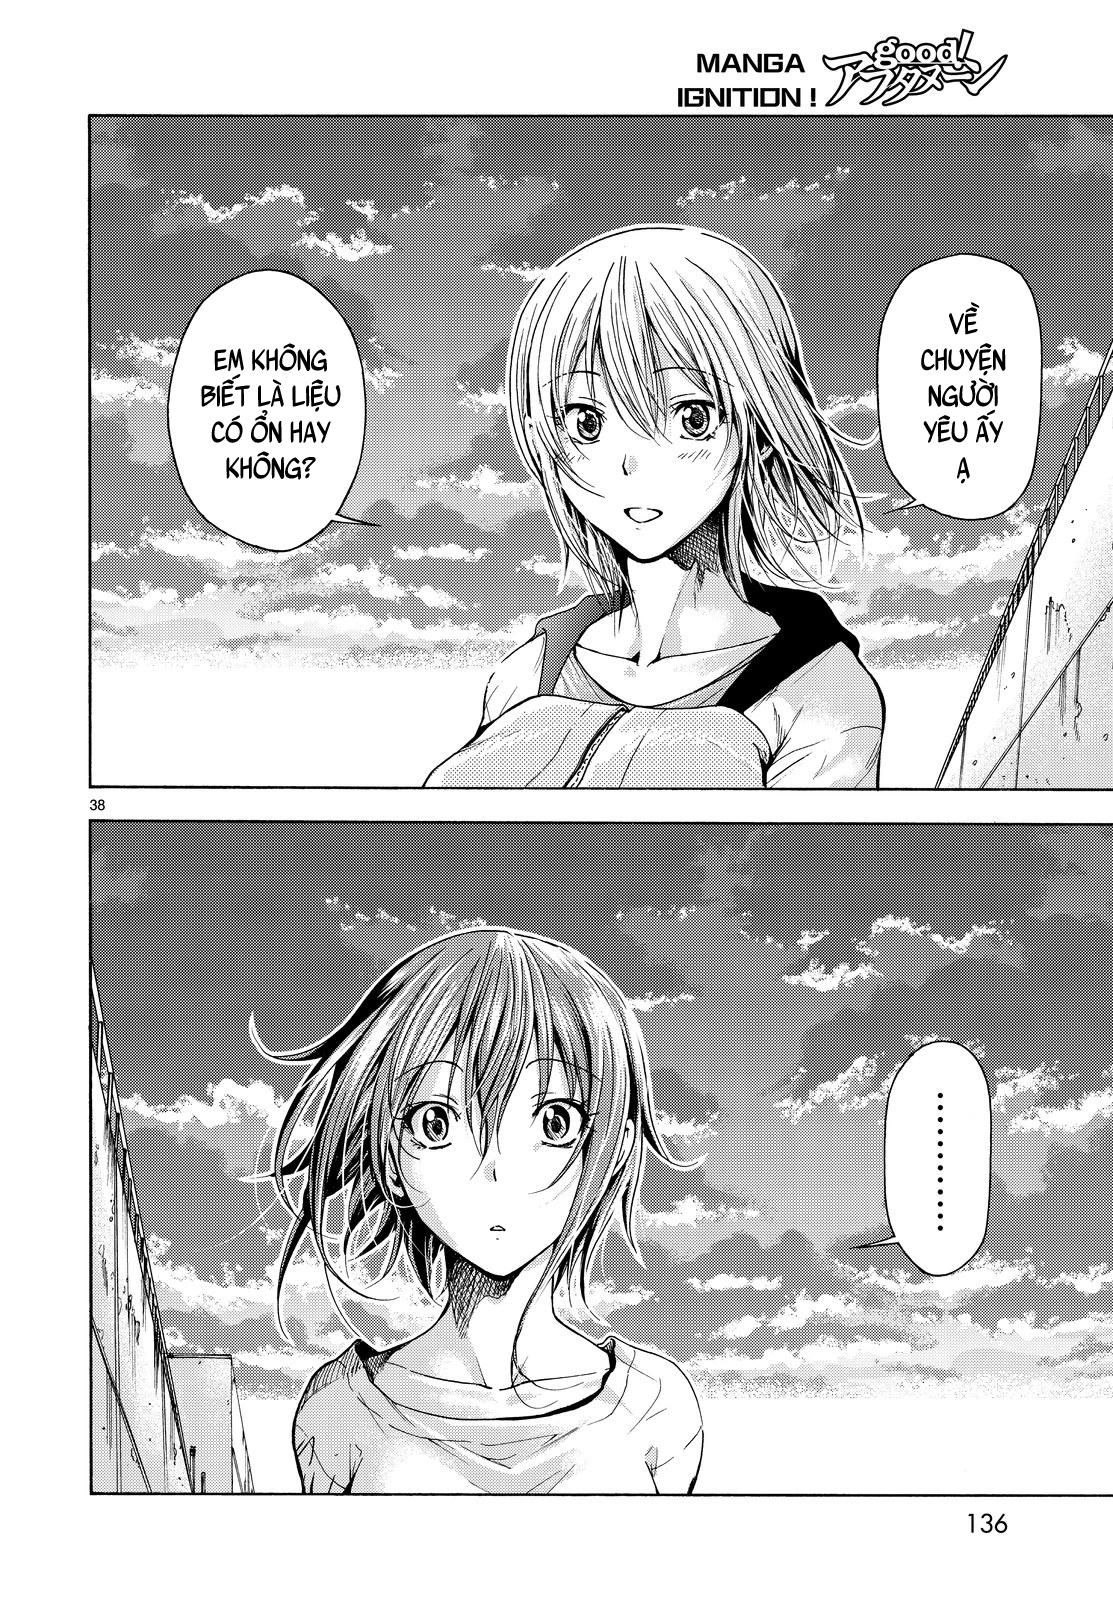 MANGA
IGNITION !
good!
アフタヌーン
VỀ
CHUYỆN
NGƯỜI
YÊU ẤY
Ạ
EM KHÔNG
BIẾT LÀ LIỆU
CÓ ỔN HAY
KHÔNG?
38
..........
136